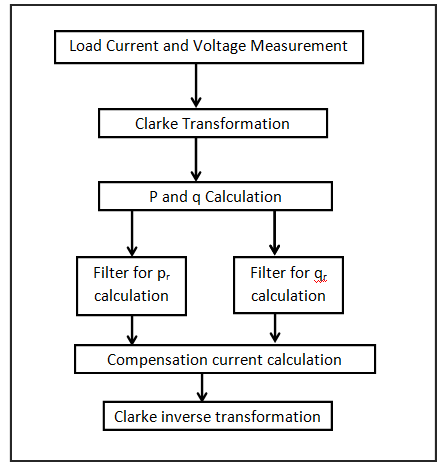 Load Current and Voltage Measurement
Clarke Transformation
P and q Calculation
Filter for pr
calculation
Filter for qr
calculation
Compensation current calculation
Clarke inverse transformation